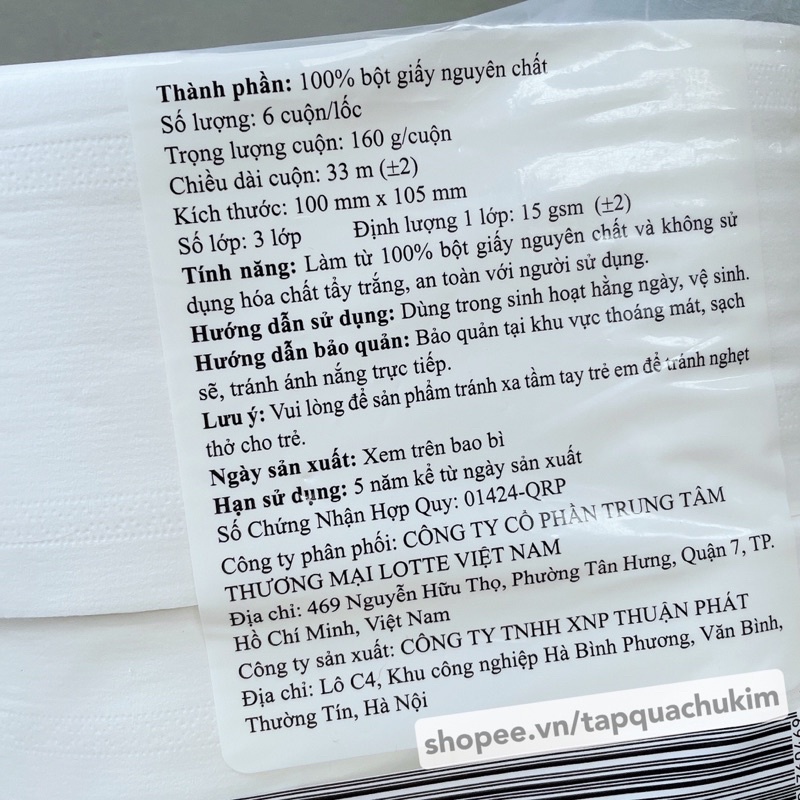 Thành phần: 100% bột giấy nguyên chất
Số lượng: 6 cuộn/lốc
Trọng lượng cuộn: 160 g/cuộn
Chiều dài cuộn: 33 m (±2)
Kích thước: 100 mm x 105 mm
Số lớp: 3 lớp Định lượng 1 lớp: 15 gsm (±2)
Tính năng: Làm từ 100% bột giấy nguyên chất và không sử
dụng hóa chất tẩy trắng, an toàn với người sử dụng.
Hướng dẫn sử dụng: Dùng trong sinh hoạt hằng ngày, vệ sinh.
Hướng dẫn bảo quản: Bảo quản tại khu vực thoáng mát, sạch
sẽ, tránh ánh nắng trực tiếp.
Lưu ý: Vui lòng để sản phẩm tránh xa tầm tay trẻ em để tránh nghẹt
thở cho trẻ.
Ngày sản xuất: Xem trên bao bì
Hạn sử dụng: 5 năm kể từ ngày sản xuất
Số Chứng Nhận Hợp Quy: 01424-QRP
Công ty phân phối: CÔNG TY CỔ PHẦN TRUNG TÂM
THƯƠNG MẠI LOTTE VIỆT NAM
Địa chỉ: 469 Nguyễn Hữu Thọ, Phường Tân Hưng, Quận 7, TP.
Hồ Chí Minh, Việt Nam
Công ty sản xuất: CÔNG TY TNHH XNP THUẬN PHÁT
Địa chỉ: Lô C4, Khu công nghiệp Hà Bình Phương, Văn Bình,
Thường Tín, Hà Nội
shopee.vn/tapquachukim